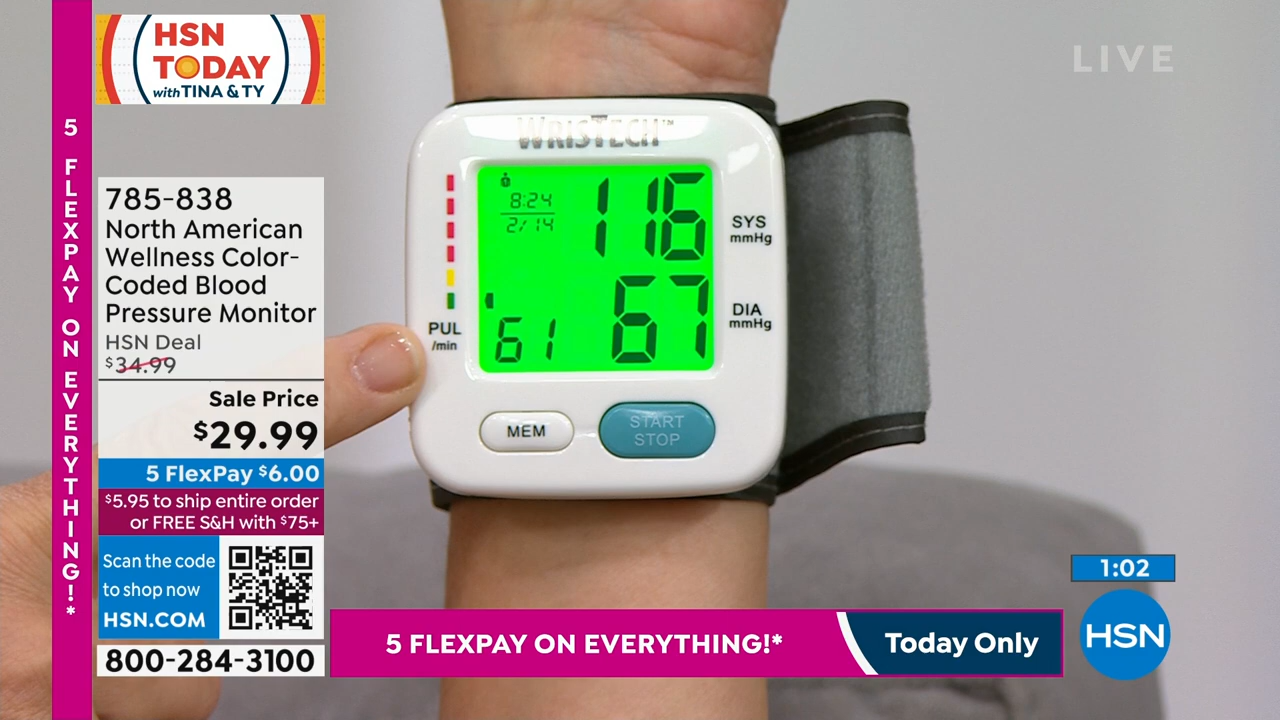 HSN
TODAY
with TINA & TY
LIVE
5 FLEXPAY ON EVERYTHING!*
785-838
North American
Wellness Color-
Coded Blood
Pressure Monitor
HSN Deal
$34.99
Sale Price
$29.99
5 FlexPay $6.00
$5.95 to ship entire order
or FREE S&H with $75+
Scan the code
to shop now
HSN.COM
800-284-3100
WRISTECH™
8:24
2/14
116
SYS
mmHg
67
DIA
mmHg
PUL
/min
61
MEM
START
STOP
5 FLEXPAY ON EVERYTHING!*
Today Only
1:02
HSN